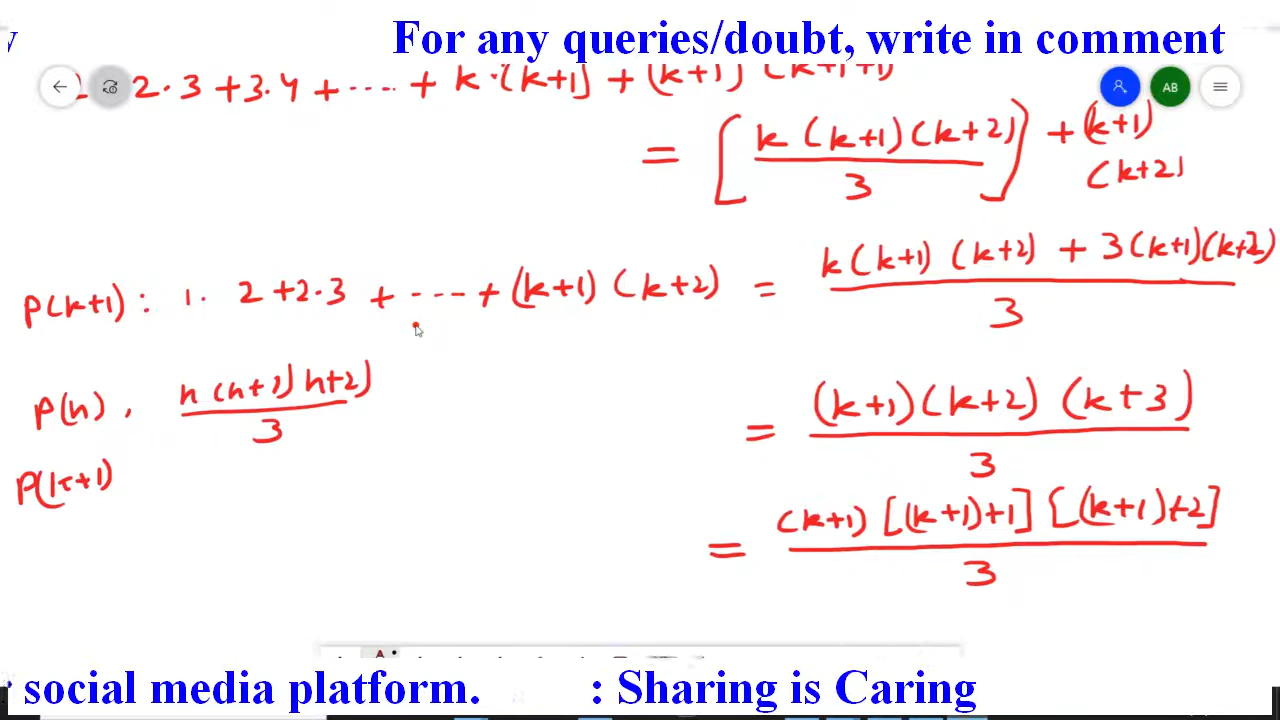 For any queries/doubt, write in comment
2·3 + 3·4 + ---- + k·(k+1) + (k+1) (k+1+1)
AB
= [k(k+1)(k+2)/3] + (k+1)
(k+2)
P(k+1) : 1. 2 + 2·3 + ---- + (k+1) (k+2) = k(k+1) (k+2) + 3(k+1)(k+2)/3
P(n) . n(n+1)n+2)/3
= (k+1)(k+2) (k+3)/3
P(k+1)
= (k+1) [(k+1)+1] [(k+1)+2]/3
social media platform. : Sharing is Caring